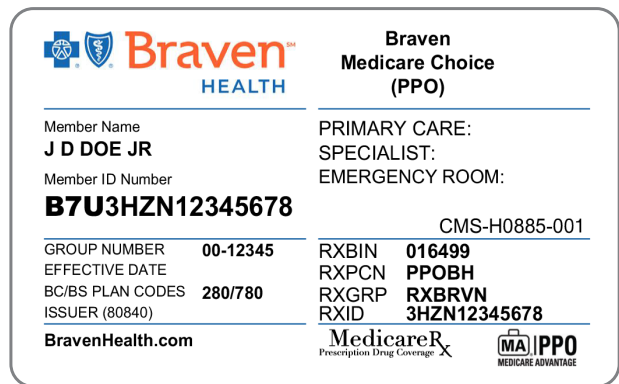 Braven℠
HEALTH
Braven
Medicare Choice
(PPO)
Member Name
J D DOE JR
Member ID Number
B7U3HZN12345678
PRIMARY CARE:
SPECIALIST:
EMERGENCY ROOM:
CMS-H0885-001
GROUP NUMBER 00-12345
EFFECTIVE DATE
BC/BS PLAN CODES 280/780
ISSUER (80840)
RXBIN 016499
RXPCN PPOBH
RXGRP RXBRVN
RXID 3HZN12345678
BravenHealth.com
MedicareRx
Prescription Drug Coverage
MA PPO
MEDICARE ADVANTAGE